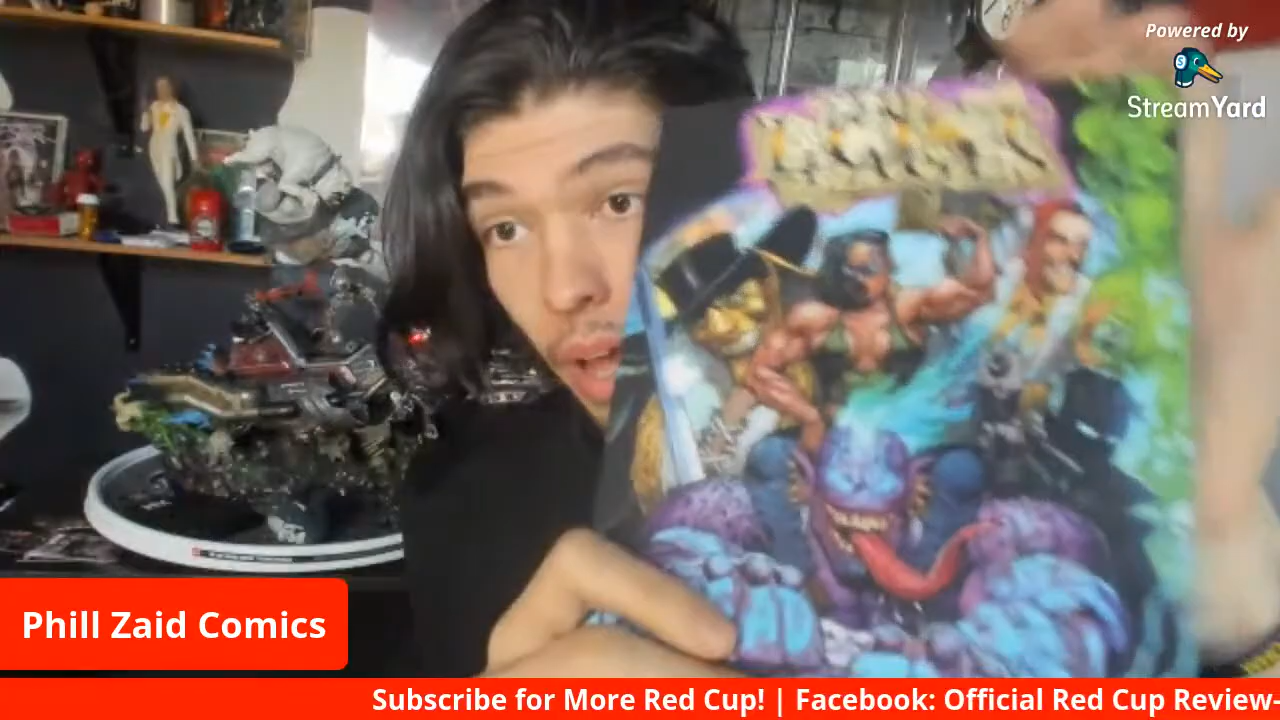 Powered by
StreamYard
Phill Zaid Comics
Subscribe for More Red Cup! | Facebook: Official Red Cup Review-